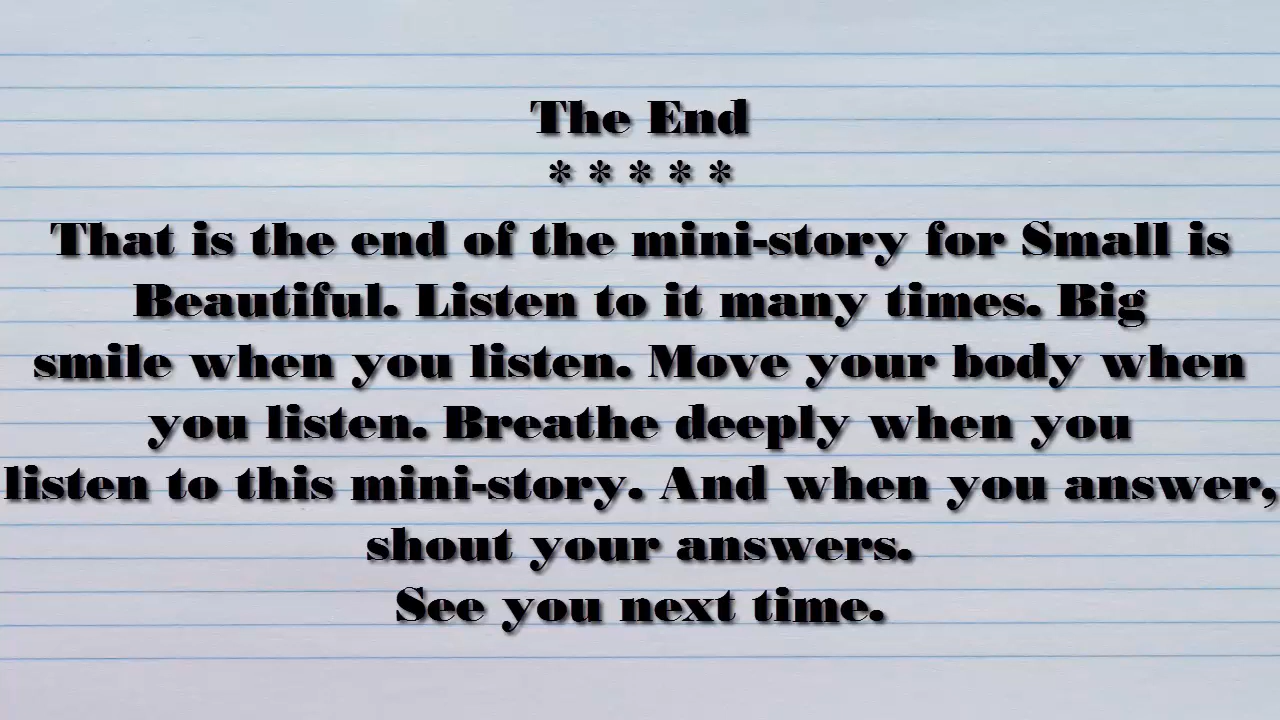 The End
* * * * *
That is the end of the mini-story for Small is
Beautiful. Listen to it many times. Big
smile when you listen. Move your body when
you listen. Breathe deeply when you
listen to this mini-story. And when you answer,
shout your answers.
See you next time.